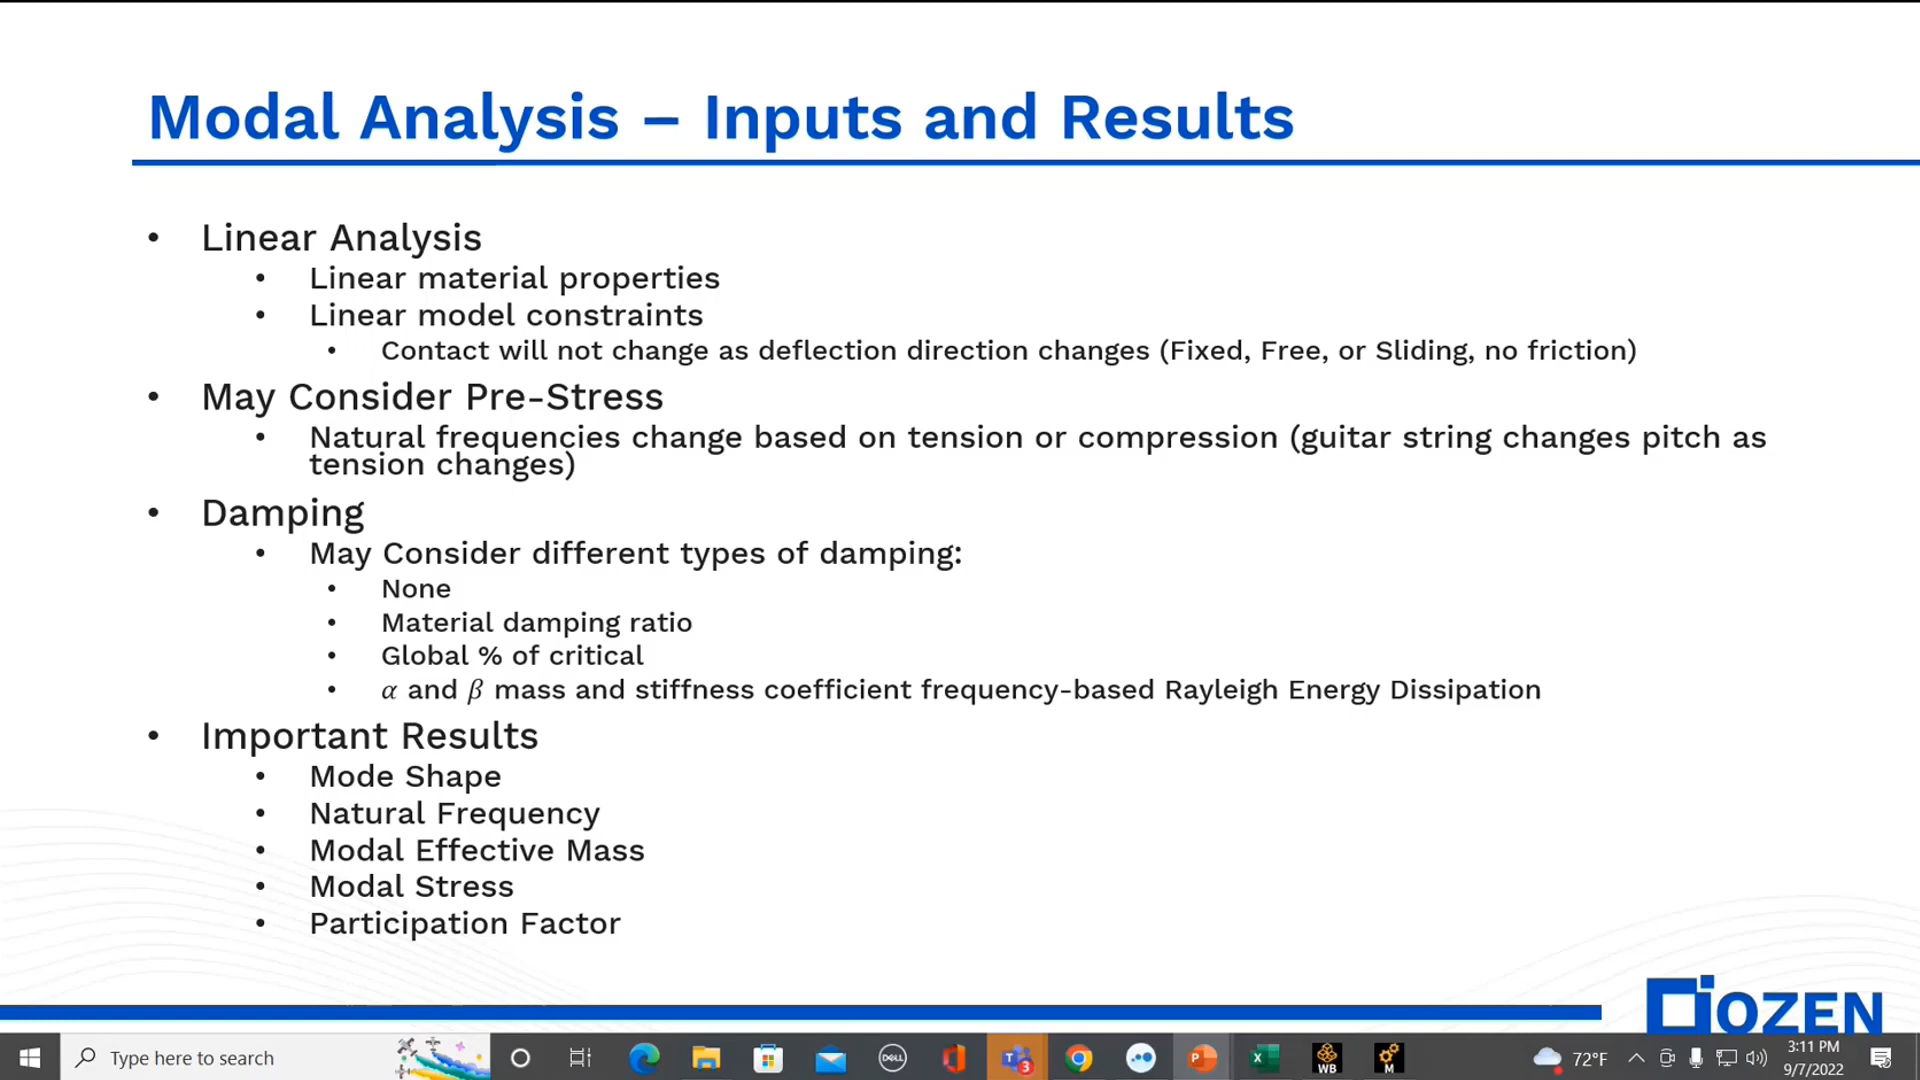 Modal Analysis – Inputs and Results
• Linear Analysis
• Linear material properties
• Linear model constraints
• Contact will not change as deflection direction changes (Fixed, Free, or Sliding, no friction)
• May Consider Pre-Stress
• Natural frequencies change based on tension or compression (guitar string changes pitch as
tension changes)
• Damping
• May Consider different types of damping:
• None
• Material damping ratio
• Global % of critical
• α and β mass and stiffness coefficient frequency-based Rayleigh Energy Dissipation
• Important Results
• Mode Shape
• Natural Frequency
• Modal Effective Mass
• Modal Stress
• Participation Factor
OZEN
Type here to search
DELL
T
3
P
X
WB
M
72°F
3:11 PM
9/7/2022